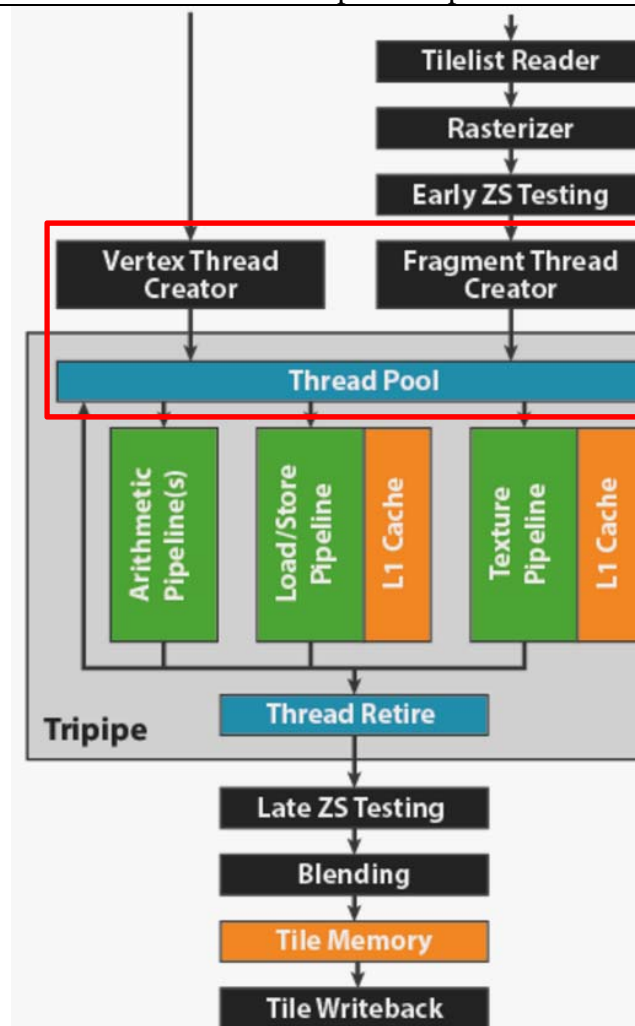 Tilelist Reader
Rasterizer
Early ZS Testing
Vertex Thread
Creator
Fragment Thread
Creator
Thread Pool
Arithmetic
Pipeline(s)
Load/Store
Pipeline
L1 Cache
Texture
Pipeline
L1 Cache
Thread Retire
Tripipe
Late ZS Testing
Blending
Tile Memory
Tile Writeback